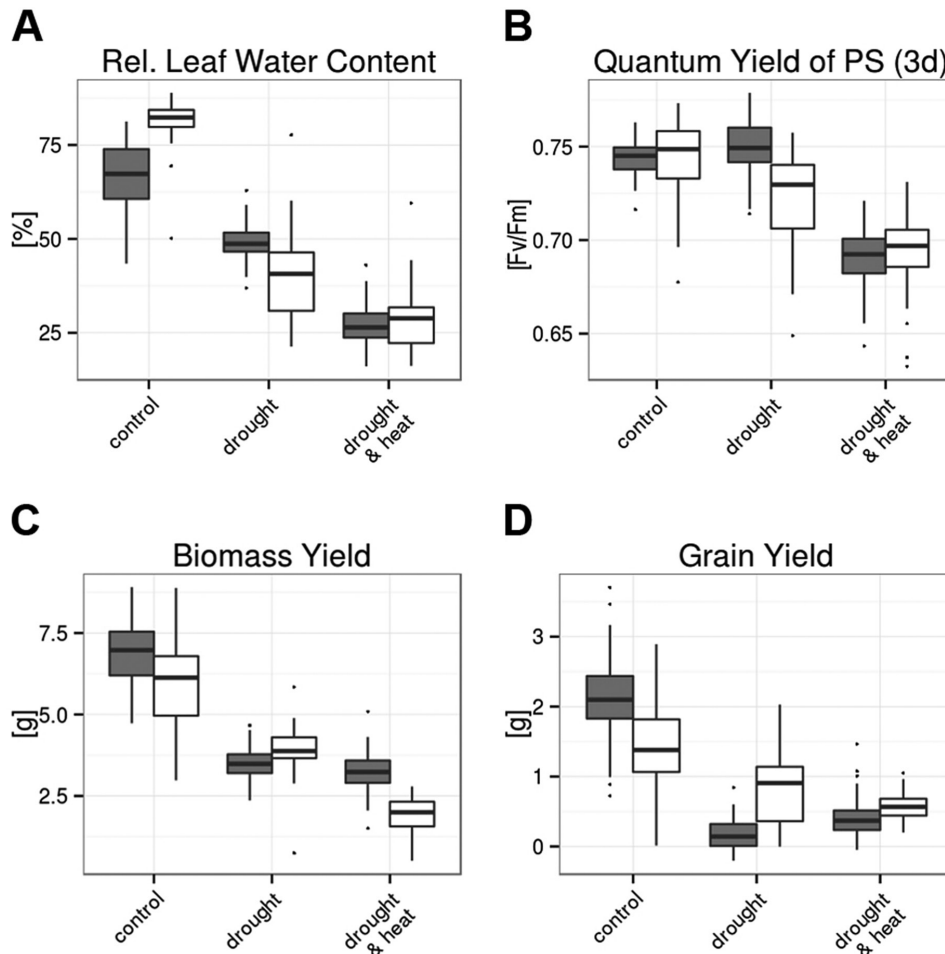 A
Rel. Leaf Water Content
[%]
75
50
25
control
drought
drought
& heat
B
Quantum Yield of PS (3d)
[Fv/Fm]
0.75
0.70
0.65
control
drought
drought
& heat
C
Biomass Yield
[g]
7.5
5.0
2.5
control
drought
drought
& heat
D
Grain Yield
[g]
3
2
1
0
control
drought
drought
& heat